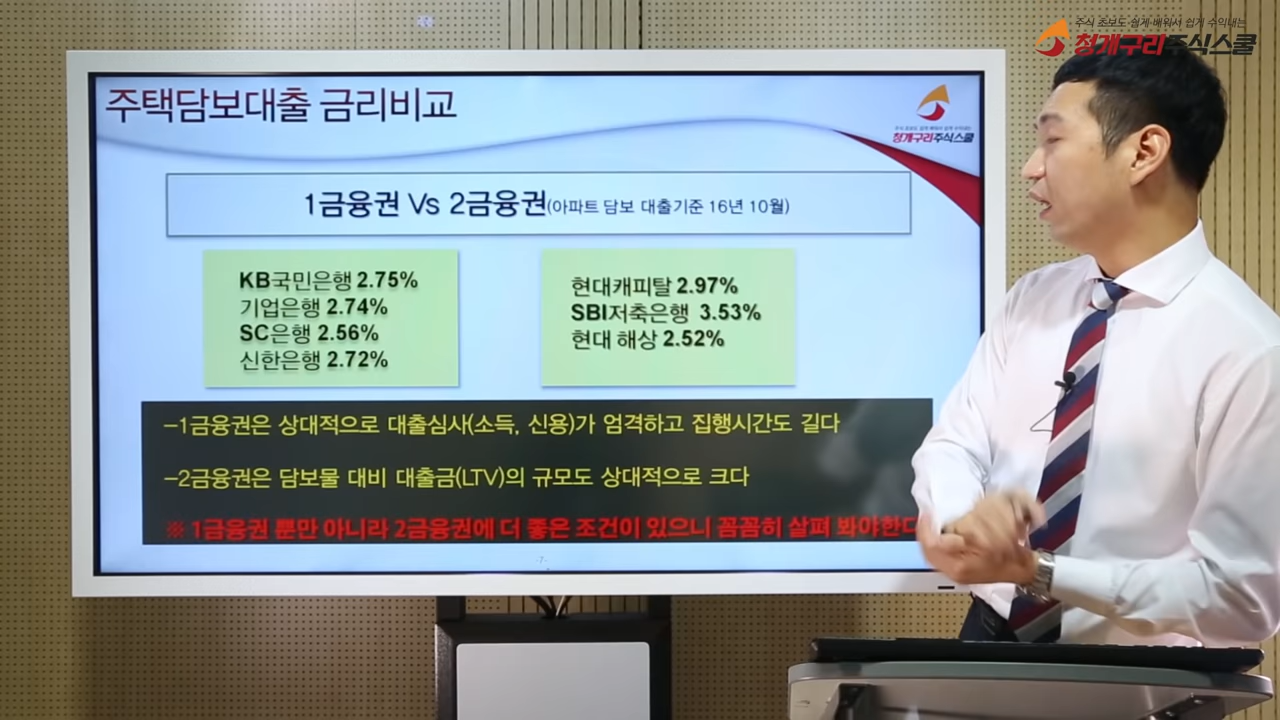 주식 초보도 쉽게 배워서 쉽게 수익내는
청개구리주식스쿨
주택담보대출 금리비교
청개구리주식스쿨
1금융권 Vs 2금융권(아파트 담보 대출기준 16년 10월)
KB국민은행 2.75%
기업은행 2.74%
SC은행 2.56%
신한은행 2.72%
현대캐피탈 2.97%
SBI저축은행 3.53%
현대 해상 2.52%
-1금융권은 상대적으로 대출심사(소득, 신용)가 엄격하고 집행시간도 길다
-2금융권은 담보물 대비 대출금(LTV)의 규모도 상대적으로 크다
※ 1금융권 뿐만 아니라 2금융권에 더 좋은 조건이 있으니 꼼꼼히 살펴 봐야한다
-7-